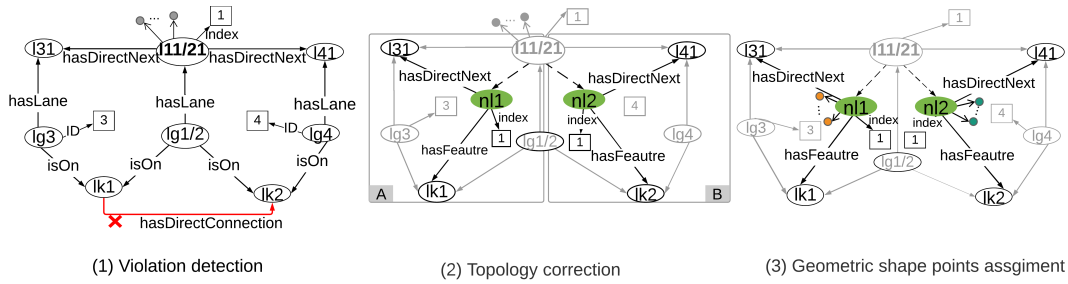 ... 1
l31 l11/21 index l41
hasDirectNext hasDirectNext
hasLane hasLane hasLane
3 4
lg3 ID lg1/2 ID lg4
isOn isOn isOn
lk1 lk2
hasDirectConnection
(1) Violation detection
... 1
l31 l11/21 l41
hasDirectNext hasDirectNext
nl1 nl2
3 index index 4
lg3 1 1 lg4
lg1/2
hasFeautre hasFeautre
A lk1 lk2 B
(2) Topology correction
1
l31 l11/21 l41
hasDirectNext hasDirectNext
nl1 nl2
... index index ...
3 1 1 4
lg3 lg4
hasFeautre lg1/2 hasFeautre
lk1 lk2
(3) Geometric shape points assgiment